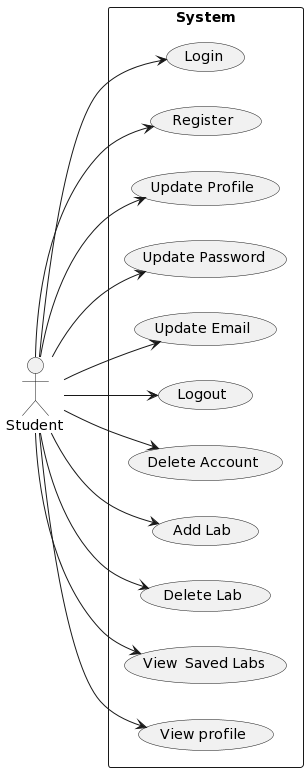 System
Login
Register
Update Profile
Update Password
Update Email
Logout
Student
Delete Account
Add Lab
Delete Lab
View  Saved Labs
View profile